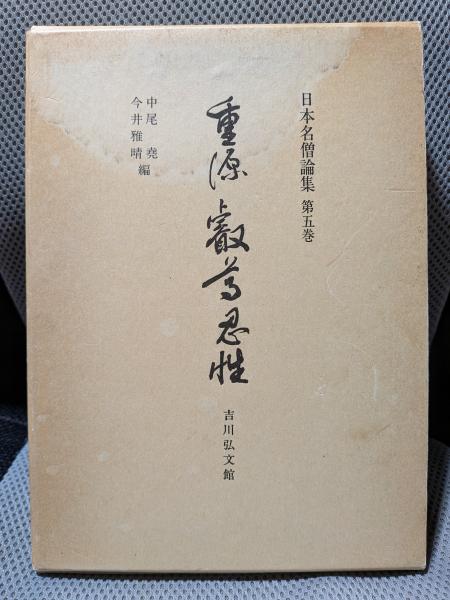 日本名僧論集 第五巻
重源 叡尊 忍性
吉川弘文館
中尾 堯
今井雅晴 編